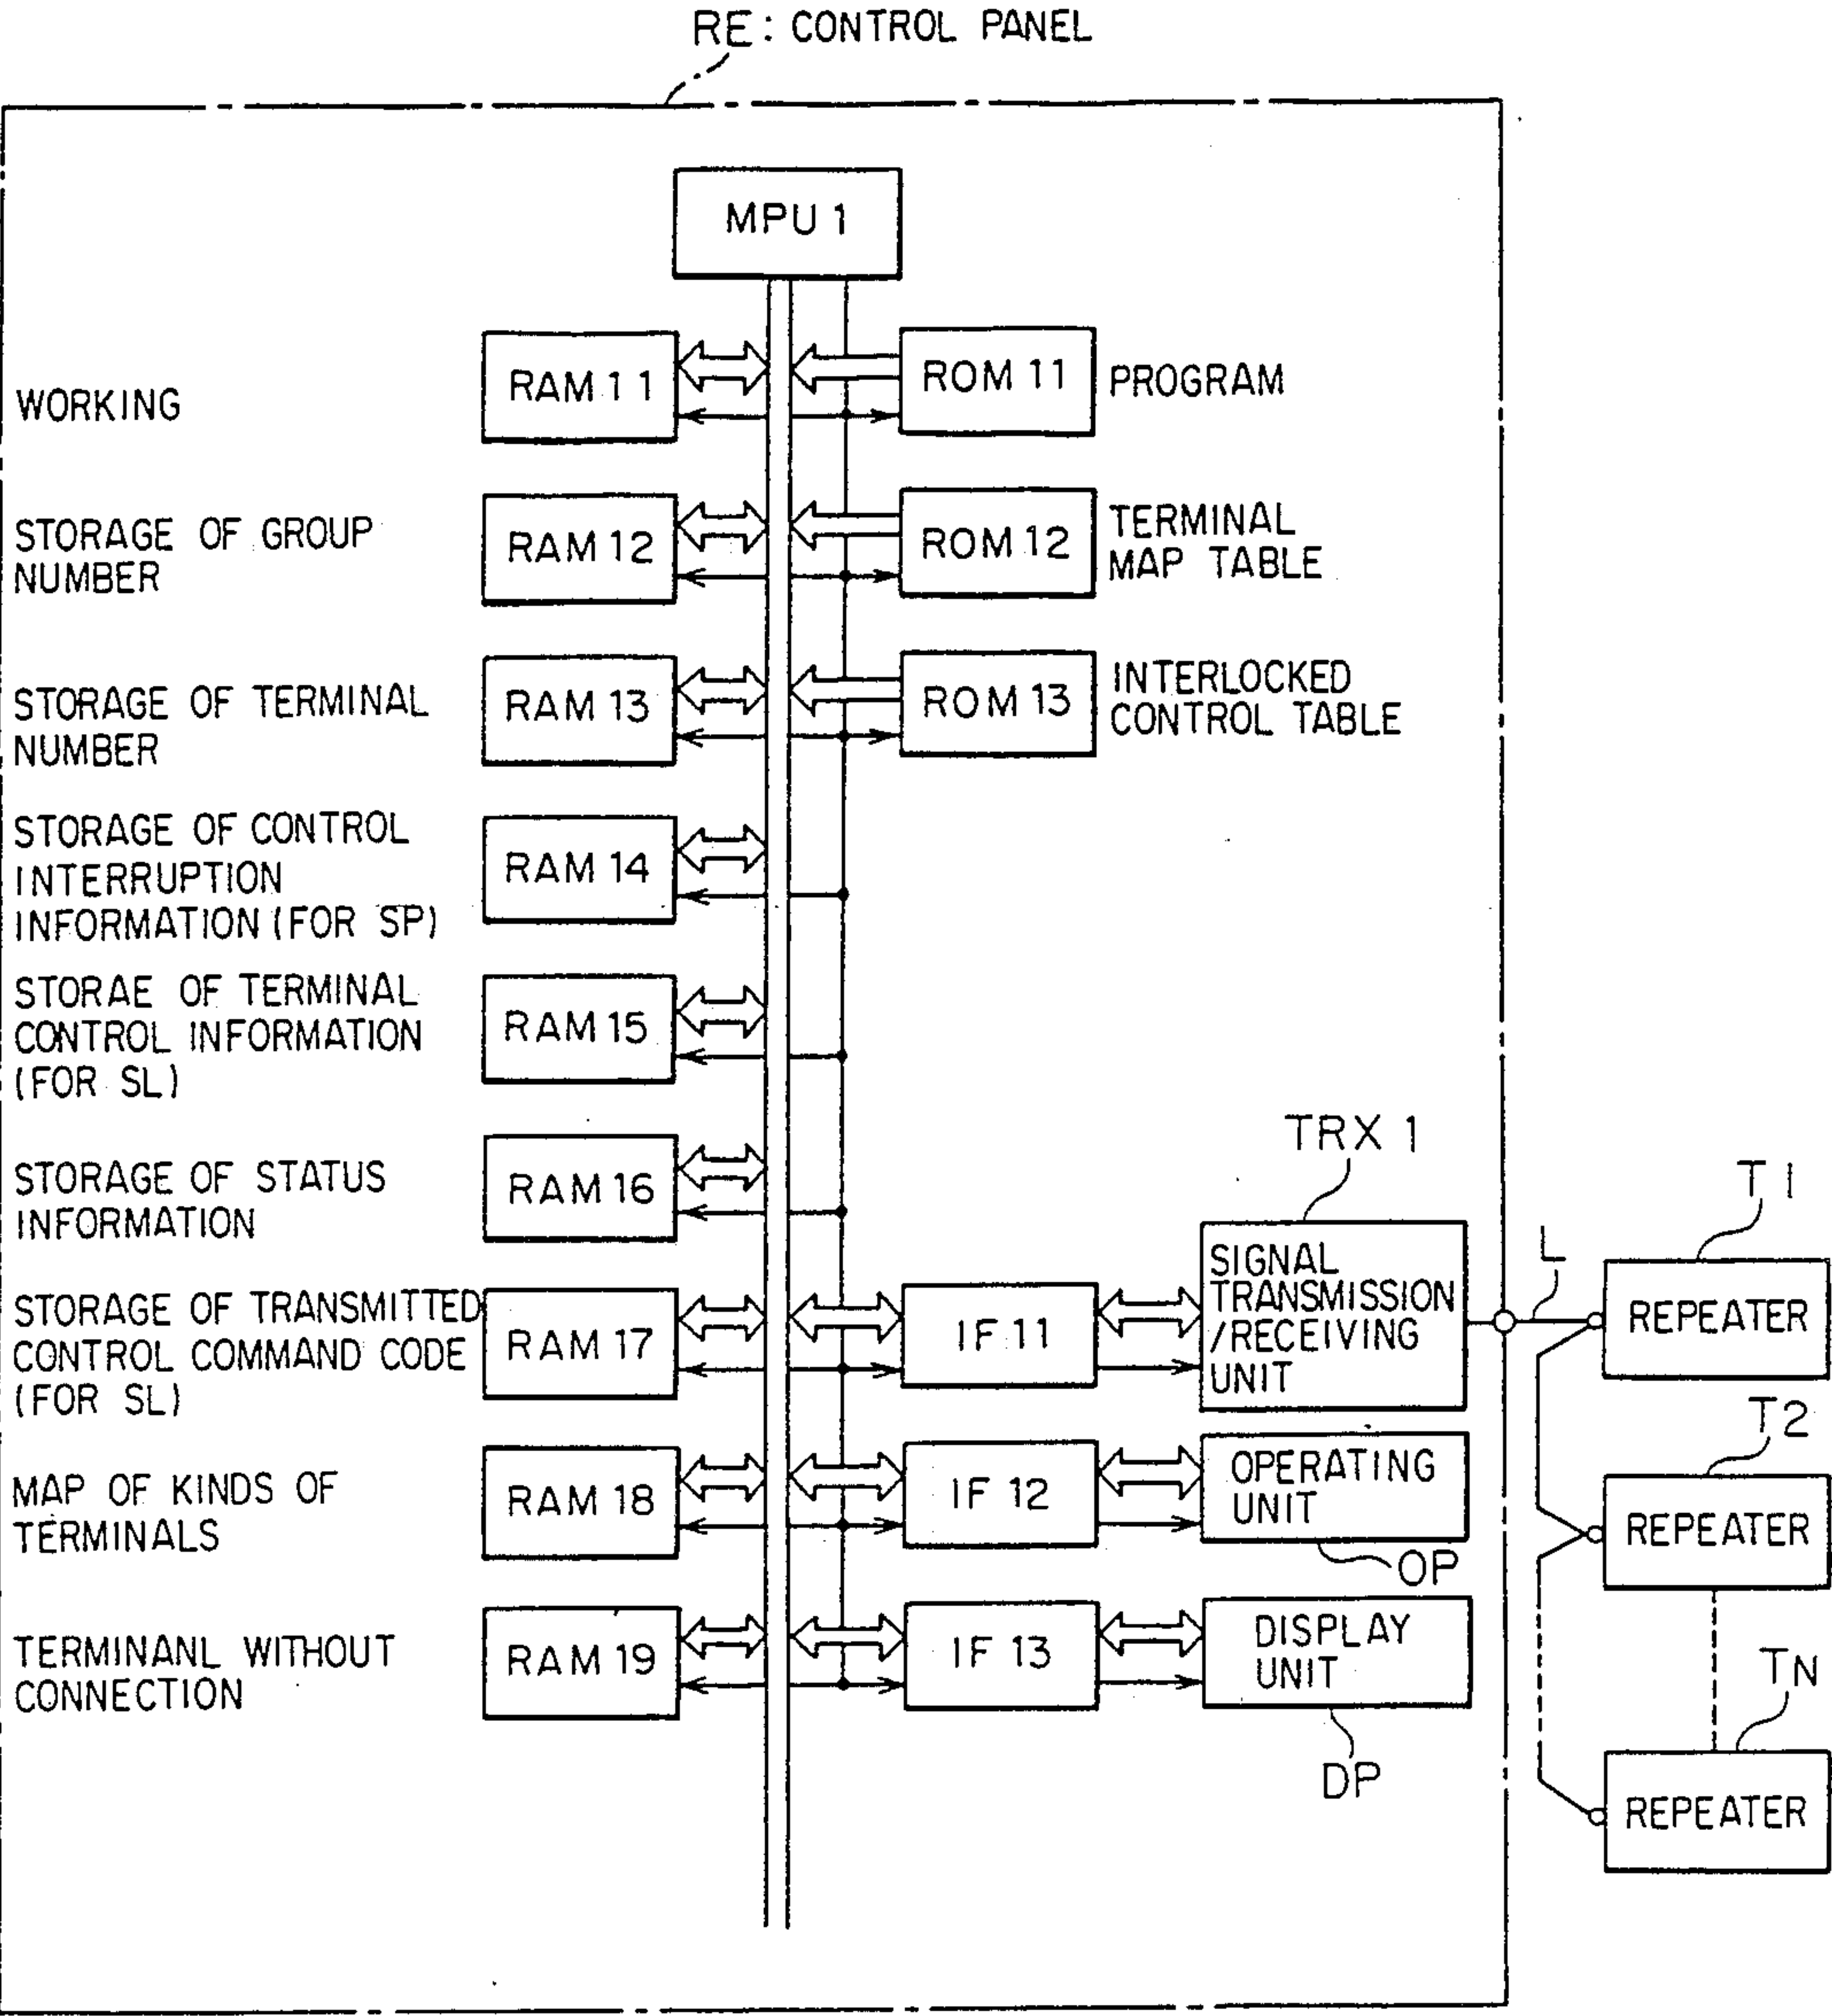 RE: CONTROL PANEL
MPU 1
WORKING
RAM 11
ROM 11
PROGRAM
STORAGE OF GROUP
NUMBER
RAM 12
ROM 12
TERMINAL
MAP TABLE
STORAGE OF TERMINAL
NUMBER
RAM 13
ROM 13
INTERLOCKED
CONTROL TABLE
STORAGE OF CONTROL
INTERRUPTION
INFORMATION (FOR SP)
RAM 14
STORAE OF TERMINAL
CONTROL INFORMATION
(FOR SL)
RAM 15
STORAGE OF STATUS
INFORMATION
RAM 16
TRX 1
T1
L
STORAGE OF TRANSMITTED
CONTROL COMMAND CODE
(FOR SL)
RAM 17
IF 11
SIGNAL
TRANSMISSION
/RECEIVING
UNIT
REPEATER
T2
MAP OF KINDS OF
TERMINALS
RAM 18
IF 12
OPERATING
UNIT
OP
REPEATER
TERMINANL WITHOUT
CONNECTION
RAM 19
IF 13
DISPLAY
UNIT
DP
TN
REPEATER